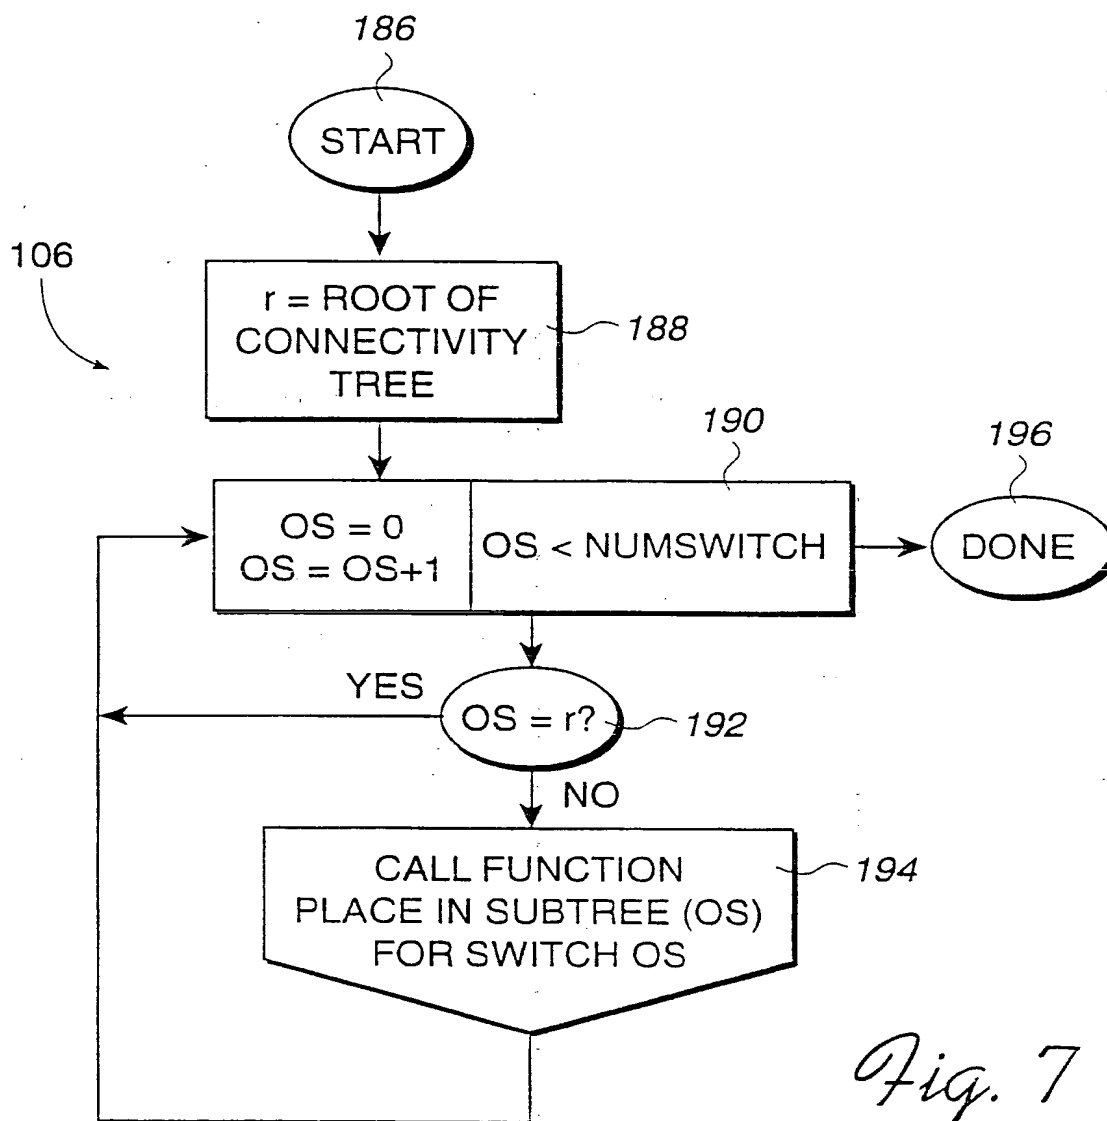 186
START
106
r = ROOT OF
CONNECTIVITY
TREE
188
190
196
OS = 0
OS = OS+1
OS < NUMSWITCH
DONE
YES
OS = r?
192
NO
CALL FUNCTION
PLACE IN SUBTREE (OS)
FOR SWITCH OS
194
Fig. 7